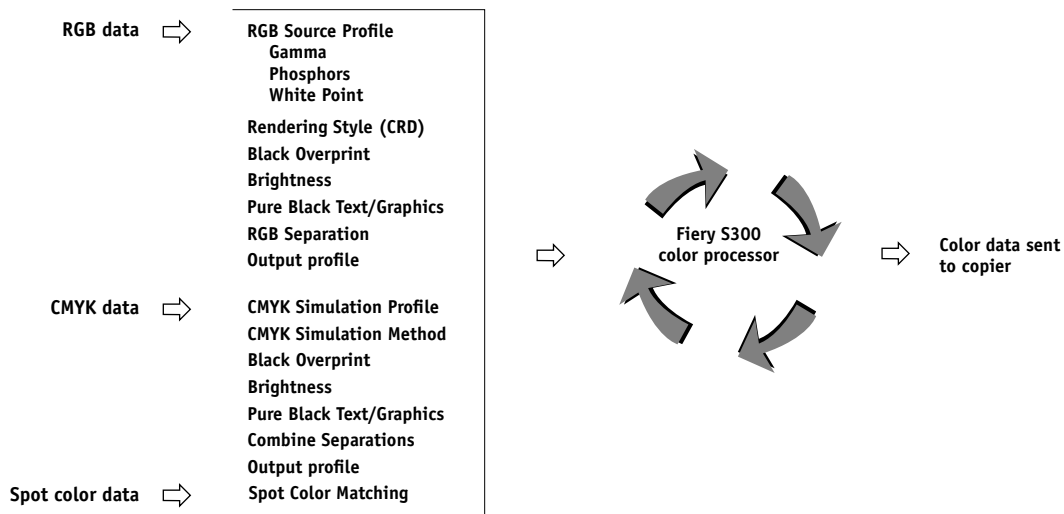 RGB data
RGB Source Profile
Gamma
Phosphors
White Point
Rendering Style (CRD)
Black Overprint
Brightness
Pure Black Text/Graphics
RGB Separation
Output profile
CMYK data
CMYK Simulation Profile
CMYK Simulation Method
Black Overprint
Brightness
Pure Black Text/Graphics
Combine Separations
Output profile
Spot color data
Spot Color Matching
Fiery S300
color processor
Color data sent
to copier